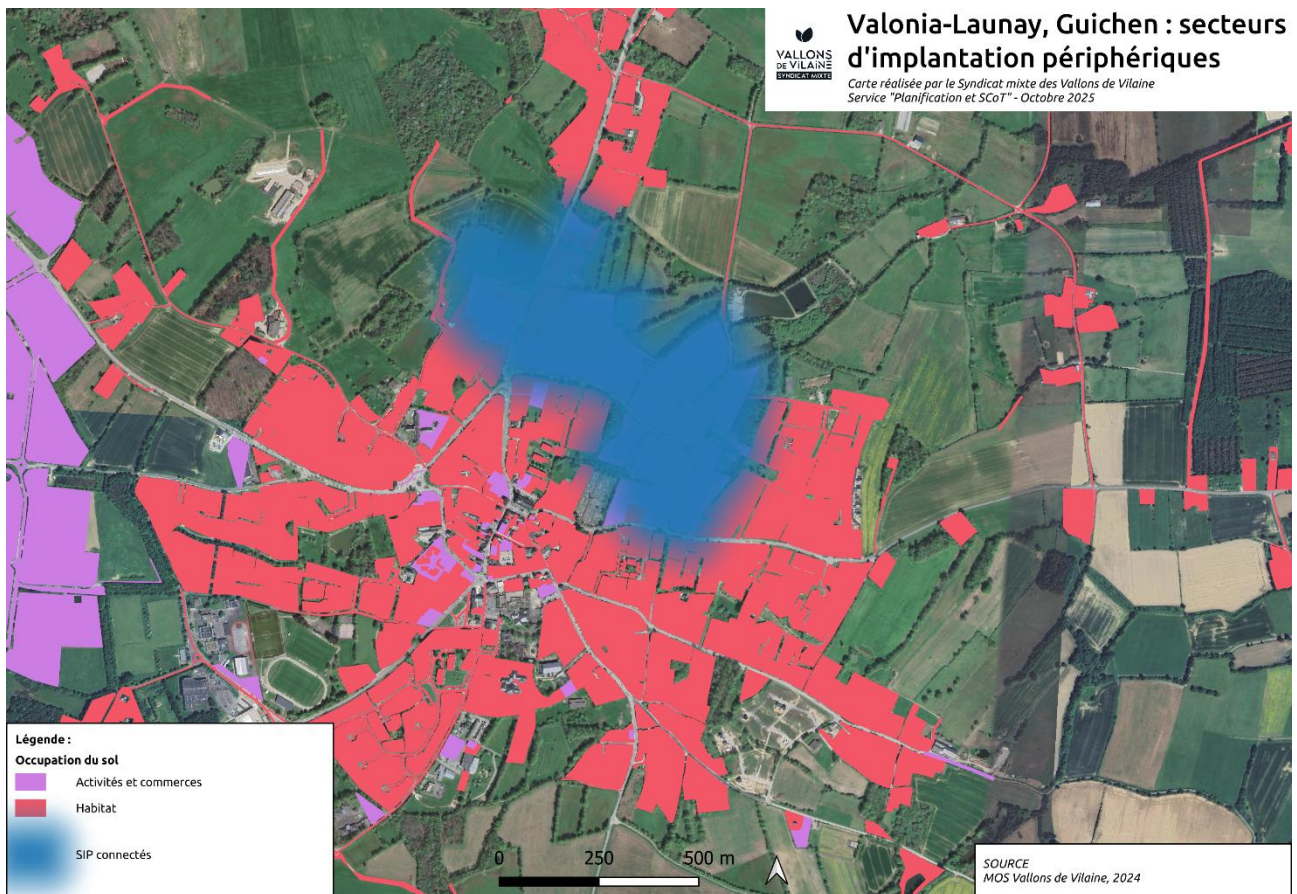 VALLONS
DE VILAINE
SYNDICAT MIXTE
Valonia-Launay, Guichen : secteurs
d'implantation périphériques
Carte réalisée par le Syndicat mixte des Vallons de Vilaine
Service "Planification et SCoT" - Octobre 2025
Légende :
Occupation du sol
Activités et commerces
Habitat
SIP connectés
0 250 500 m
SOURCE
MOS Vallons de Vilaine, 2024